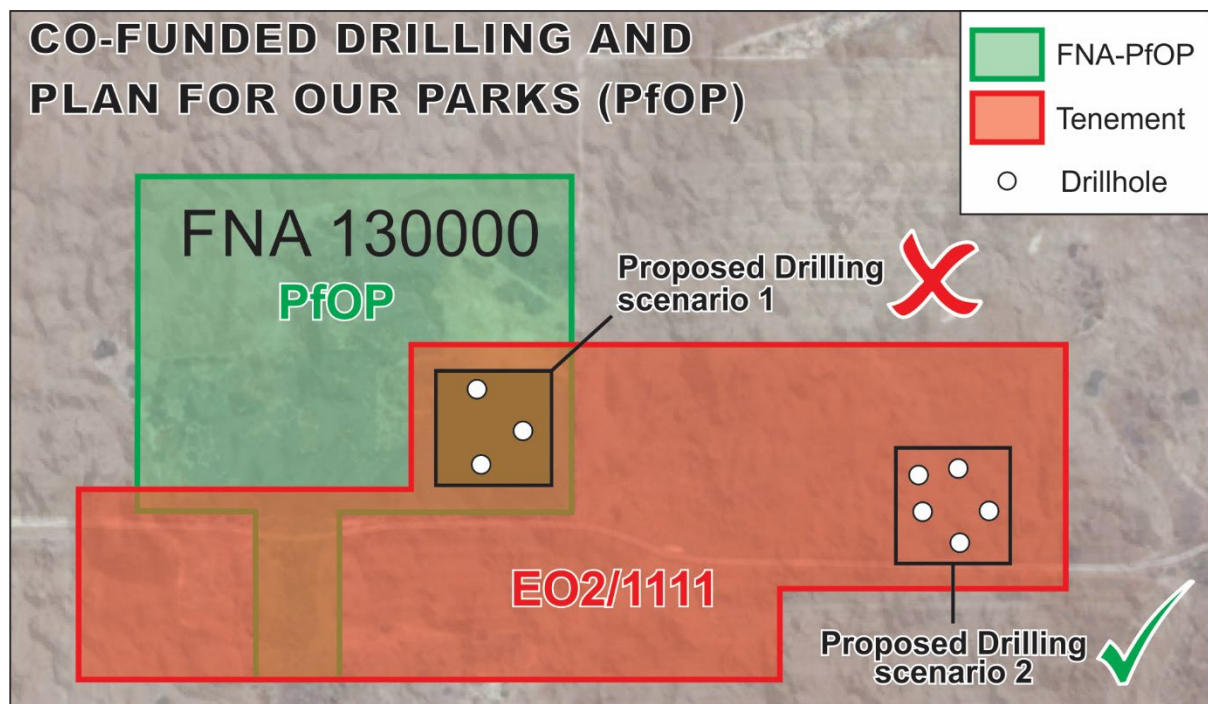 CO-FUNDED DRILLING AND
PLAN FOR OUR PARKS (PfOP)
FNA-PfOP
Tenement
Drillhole
FNA 130000
PfOP
Proposed Drilling
scenario 1
EO2/1111
Proposed Drilling
scenario 2